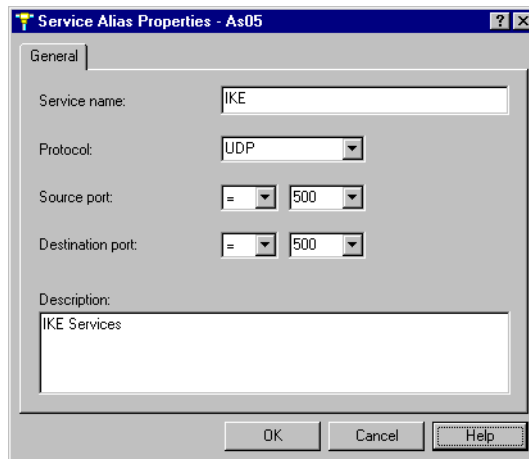 Service Alias Properties - As05
General
Service name: IKE
Protocol: UDP
Source port: = 500
Destination port: = 500
Description:
IKE Services
OK Cancel Help